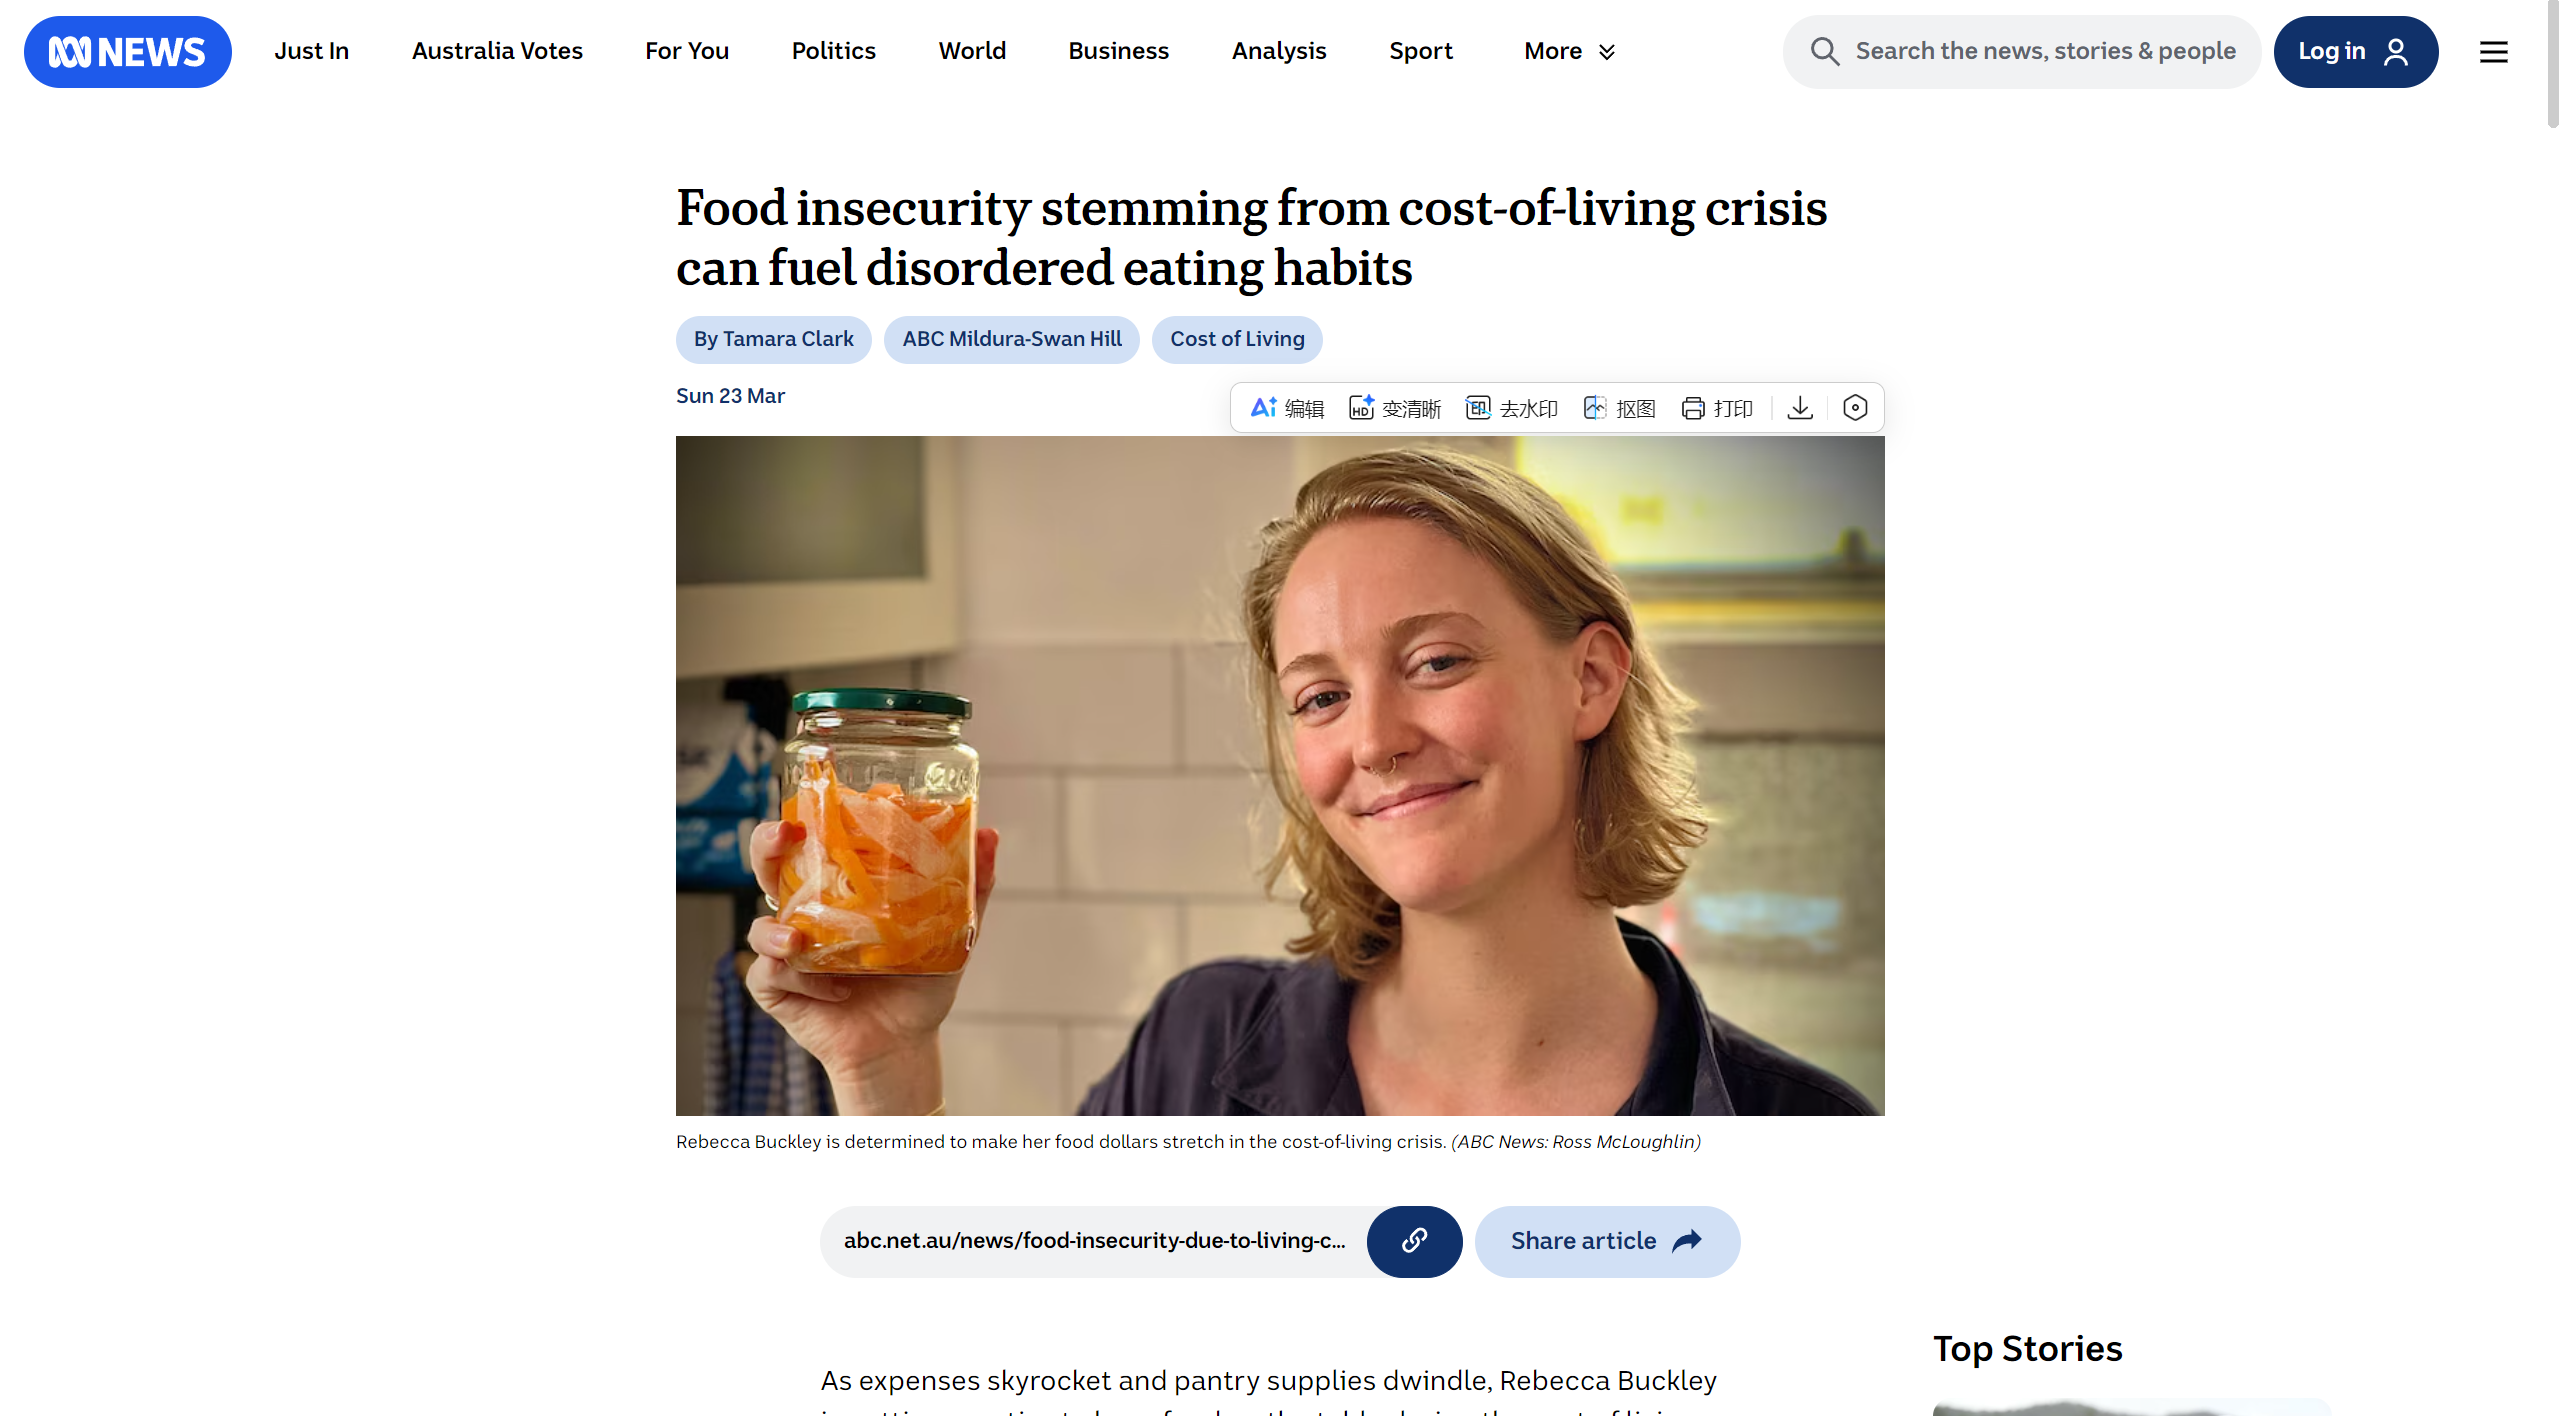 NEWS Just In Australia Votes For You Politics World Business Analysis Sport More Search the news, stories & people Log in
Food insecurity stemming from cost-of-living crisis
can fuel disordered eating habits
By Tamara Clark ABC Mildura-Swan Hill Cost of Living
Sun 23 Mar
Ai 编辑 HD 变清晰 印 去水印 抠图 打印
Rebecca Buckley is determined to make her food dollars stretch in the cost-of-living crisis. (ABC News: Ross McLoughlin)
abc.net.au/news/food-insecurity-due-to-living-c... Share article
Top Stories
As expenses skyrocket and pantry supplies dwindle, Rebecca Buckley